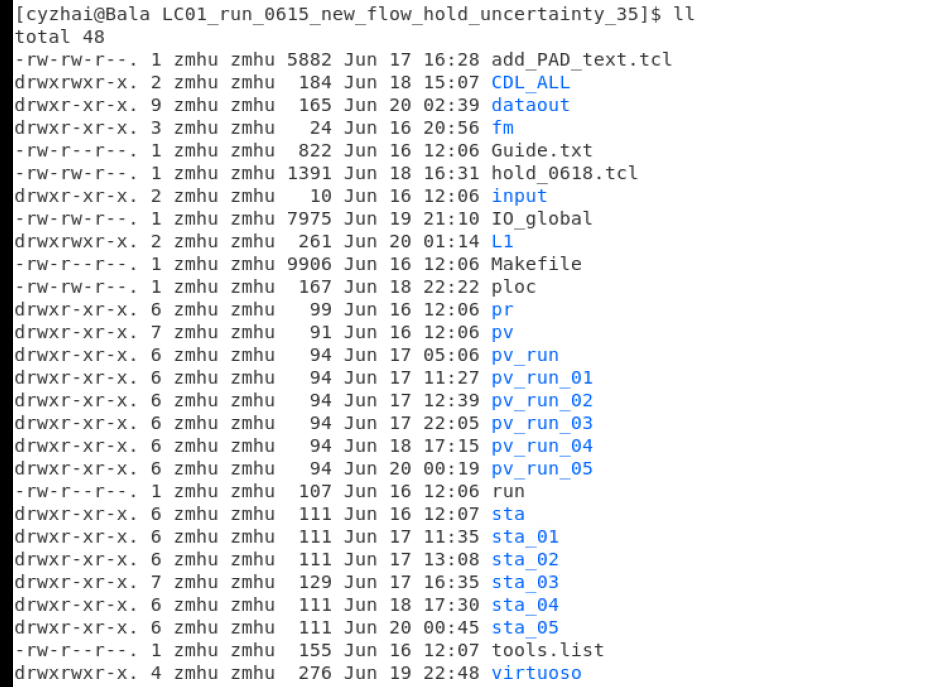 [cyzhai@Bala LC01_run_0615_new_flow_hold_uncertainty_35]$ ll
total 48
-rw-rw-r--. 1 zmhu zmhu 5882 Jun 17 16:28 add_PAD_text.tcl
drwxrwxr-x. 2 zmhu zmhu  184 Jun 18 15:07 CDL_ALL
drwxr-xr-x. 9 zmhu zmhu  165 Jun 20 02:39 dataout
drwxr-xr-x. 3 zmhu zmhu   24 Jun 16 20:56 fm
-rw-r--r--. 1 zmhu zmhu  822 Jun 16 12:06 Guide.txt
-rw-rw-r--. 1 zmhu zmhu 1391 Jun 18 16:31 hold_0618.tcl
drwxr-xr-x. 2 zmhu zmhu   10 Jun 16 12:06 input
-rw-rw-r--. 1 zmhu zmhu 7975 Jun 19 21:10 IO_global
drwxrwxr-x. 2 zmhu zmhu  261 Jun 20 01:14 L1
-rw-r--r--. 1 zmhu zmhu 9906 Jun 16 12:06 Makefile
-rw-rw-r--. 1 zmhu zmhu  167 Jun 18 22:22 ploc
drwxr-xr-x. 6 zmhu zmhu   99 Jun 16 12:06 pr
drwxr-xr-x. 7 zmhu zmhu   91 Jun 16 12:06 pv
drwxr-xr-x. 6 zmhu zmhu   94 Jun 17 05:06 pv_run
drwxr-xr-x. 6 zmhu zmhu   94 Jun 17 11:27 pv_run_01
drwxr-xr-x. 6 zmhu zmhu   94 Jun 17 12:39 pv_run_02
drwxr-xr-x. 6 zmhu zmhu   94 Jun 17 22:05 pv_run_03
drwxr-xr-x. 6 zmhu zmhu   94 Jun 18 17:15 pv_run_04
drwxr-xr-x. 6 zmhu zmhu   94 Jun 20 00:19 pv_run_05
-rw-r--r--. 1 zmhu zmhu  107 Jun 16 12:06 run
drwxr-xr-x. 6 zmhu zmhu  111 Jun 16 12:07 sta
drwxr-xr-x. 6 zmhu zmhu  111 Jun 17 11:35 sta_01
drwxr-xr-x. 6 zmhu zmhu  111 Jun 17 13:08 sta_02
drwxr-xr-x. 7 zmhu zmhu  129 Jun 17 16:35 sta_03
drwxr-xr-x. 6 zmhu zmhu  111 Jun 18 17:30 sta_04
drwxr-xr-x. 6 zmhu zmhu  111 Jun 20 00:45 sta_05
-rw-r--r--. 1 zmhu zmhu  155 Jun 16 12:07 tools.list
drwxrwxr-x. 4 zmhu zmhu  276 Jun 19 22:48 virtuoso